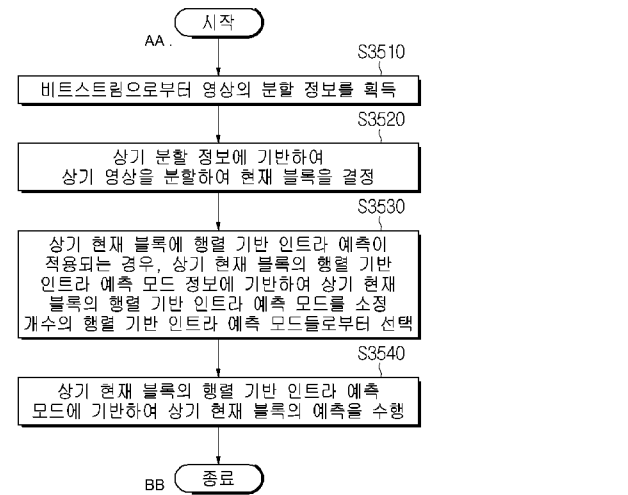 시작
AA .
S3510
비트스트림으로부터 영상의 분할 정보를 획득
S3520
상기 분할 정보에 기반하여
상기 영상을 분할하여 현재 블록을 결정
S3530
상기 현재 블록에 행렬 기반 인트라 예측이
적용되는 경우, 상기 현재 블록의 행렬 기반
인트라 예측 모드 정보에 기반하여 상기 현재
블록의 행렬 기반 인트라 예측 모드를 소정
개수의 행렬 기반 인트라 예측 모드들로부터 선택
S3540
상기 현재 블록의 행렬 기반 인트라 예측
모드에 기반하여 상기 현재 블록의 예측을 수행
BB
종료